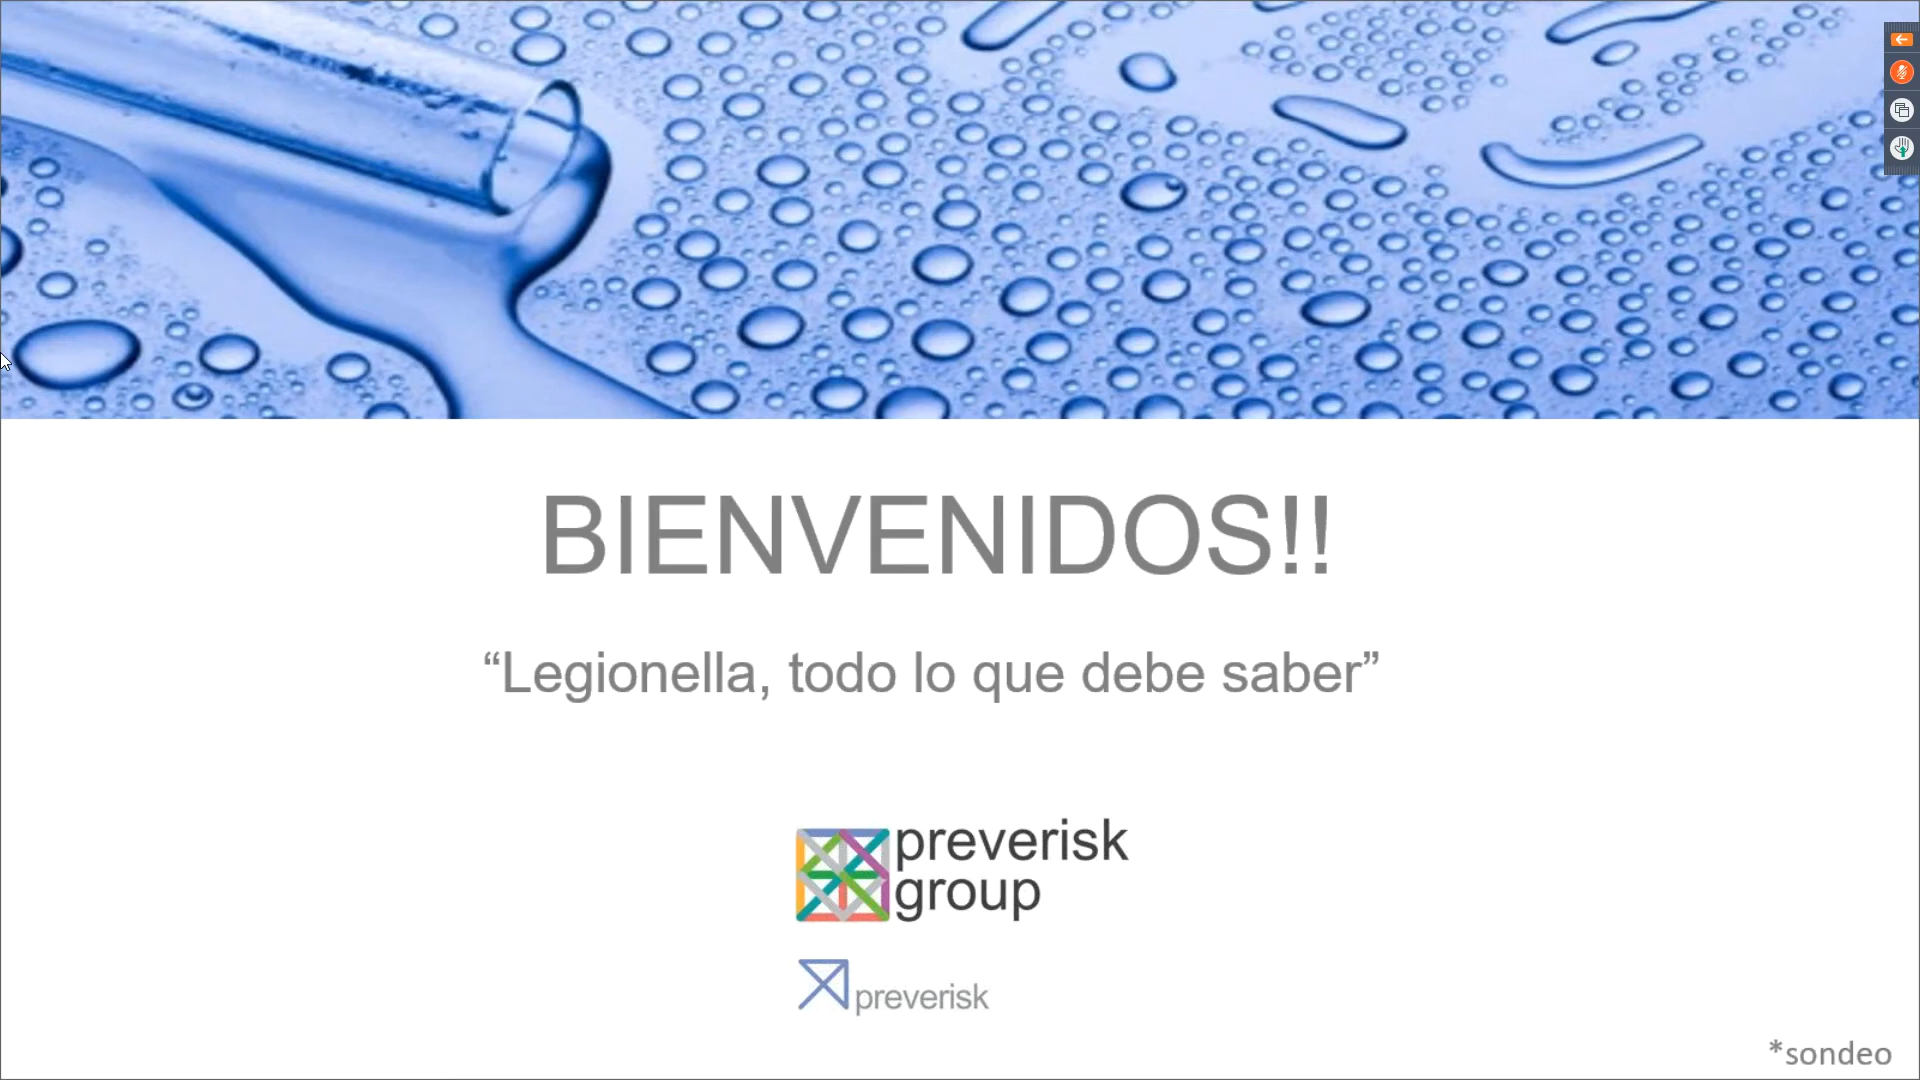 BIENVENIDOS!!
“Legionella, todo lo que debe saber”
preverisk
group
preverisk
*sondeo